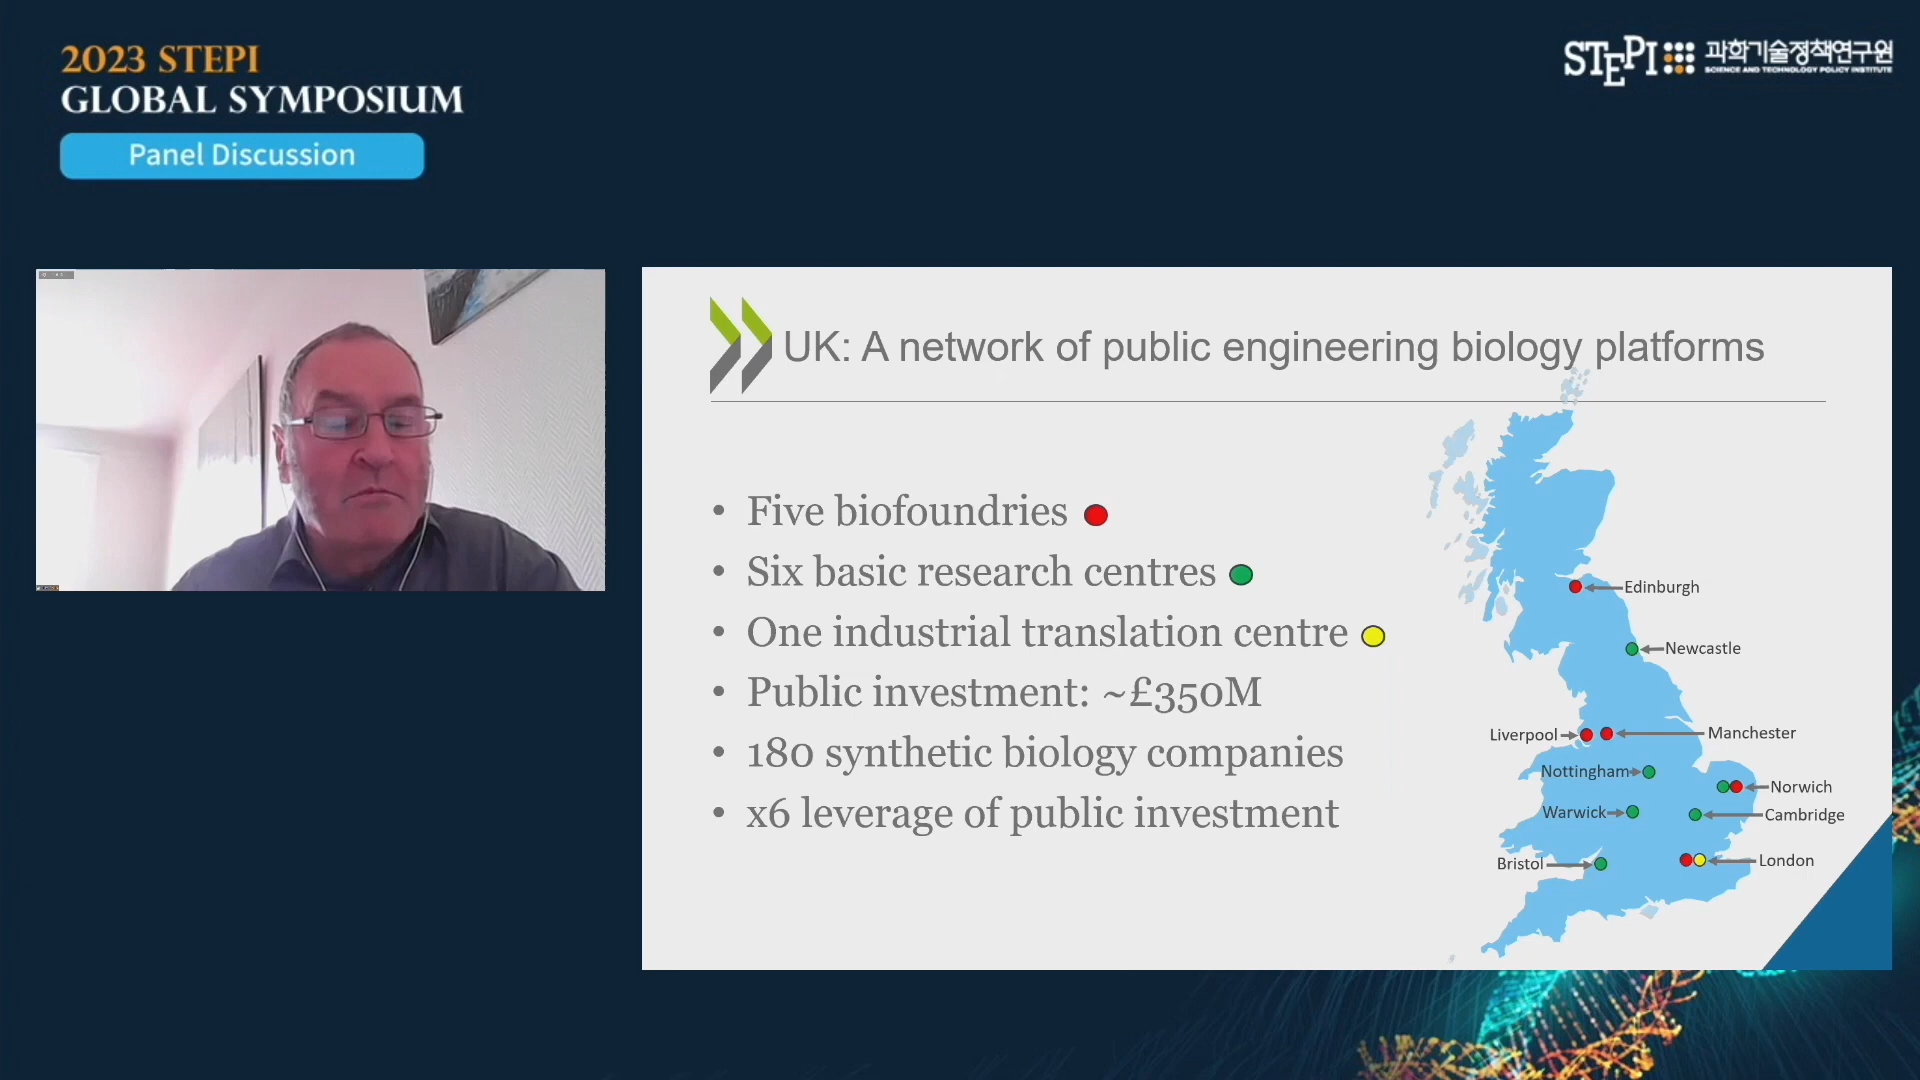 2023 STEPI
GLOBAL SYMPOSIUM
Panel Discussion
STEPI 과학기술정책연구원
SCIENCE AND TECHNOLOGY POLICY INSTITUTE
UK: A network of public engineering biology platforms
• Five biofoundries
• Six basic research centres
• One industrial translation centre
• Public investment: ~£350M
• 180 synthetic biology companies
• x6 leverage of public investment
Edinburgh
Newcastle
Liverpool
Manchester
Nottingham
Norwich
Warwick
Cambridge
Bristol
London